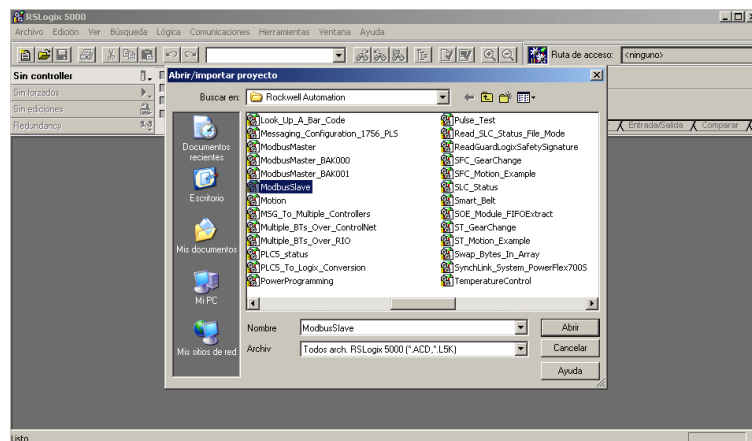 RSLogix 5000
Archivo Edición Ver Búsqueda Lógica Comunicaciones Herramientas Ventana Ayuda
Ruta de acceso: <ninguno>
Sin controller
Sin forzados
Sin ediciones
Redundancy
Entrada/Salida Comparar
Abrir/importar proyecto
Buscar en: Rockwell Automation
Documentos recientes
Escritorio
Mis documentos
Mi PC
Mis sitios de red
Look_Up_A_Bar_Code
Messaging_Configuration_1756_PLS
ModbusMaster
ModbusMaster_BAK000
ModbusMaster_BAK001
ModbusSlave
Motion
MSG_To_Multiple_Controllers
Multiple_BTs_Over_ControlNet
Multiple_BTs_Over_RIO
PLC5_status
PLC5_To_Logix_Conversion
PowerProgramming
Pulse_Test
Read_SLC_Status_File_Mode
ReadGuardLogixSafetySignature
SFC_GearChange
SFC_Motion_Example
SLC_Status
Smart_Belt
SOE_Module_FIFOExtract
ST_GearChange
ST_Motion_Example
Swap_Bytes_In_Array
SynchLink_System_PowerFlex700S
TemperatureControl
Nombre ModbusSlave Abrir
Archiv Todos arch. RSLogix 5000 (*.ACD,*.L5K) Cancelar
Ayuda
Listo